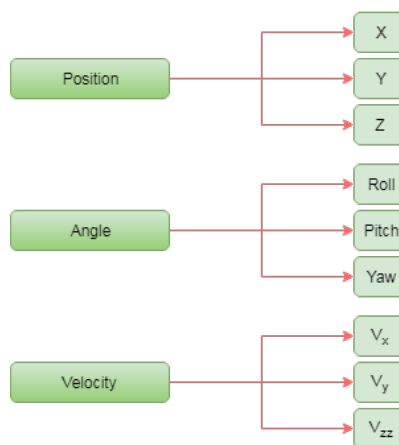 Position
X
Y
Z
Angle
Roll
Pitch
Yaw
Velocity
Vx
Vy
Vzz